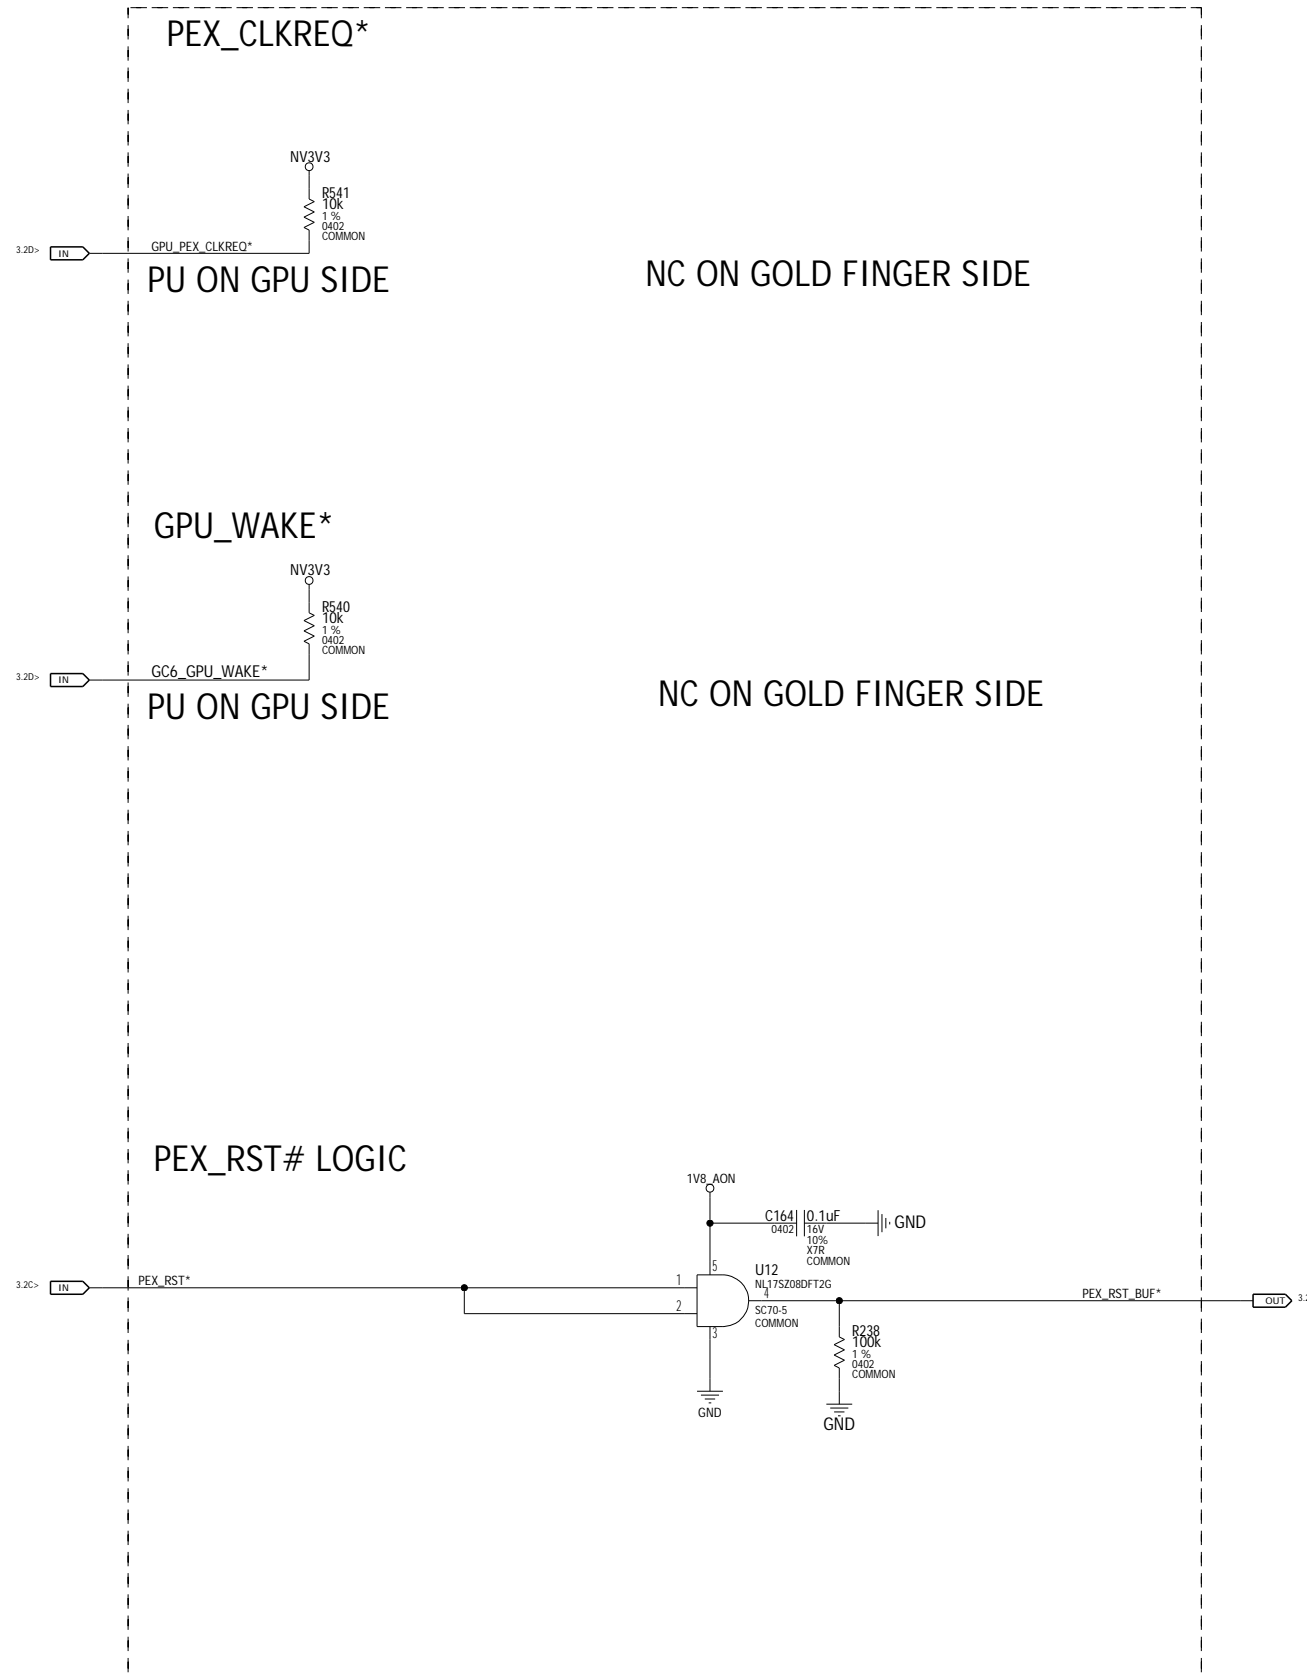 PEX_CLKREQ*
NV3V3
R541
10k
1 %
0402
COMMON
3.2D> IN GPU_PEX_CLKREQ*
PU ON GPU SIDE
NC ON GOLD FINGER SIDE
GPU_WAKE*
NV3V3
R540
10k
1 %
0402
COMMON
3.2D> IN GC6_GPU_WAKE*
PU ON GPU SIDE
NC ON GOLD FINGER SIDE
PEX_RST# LOGIC
1V8_AON
C164 0.1uF
0402 16V
10%
X7R
COMMON
GND
5
U12
NL17SZ08DFT2G
3.2C> IN PEX_RST*
1
2
4
SC70-5
COMMON
3
GND
PEX_RST_BUF*
OUT
R238
100k
1 %
0402
COMMON
GND